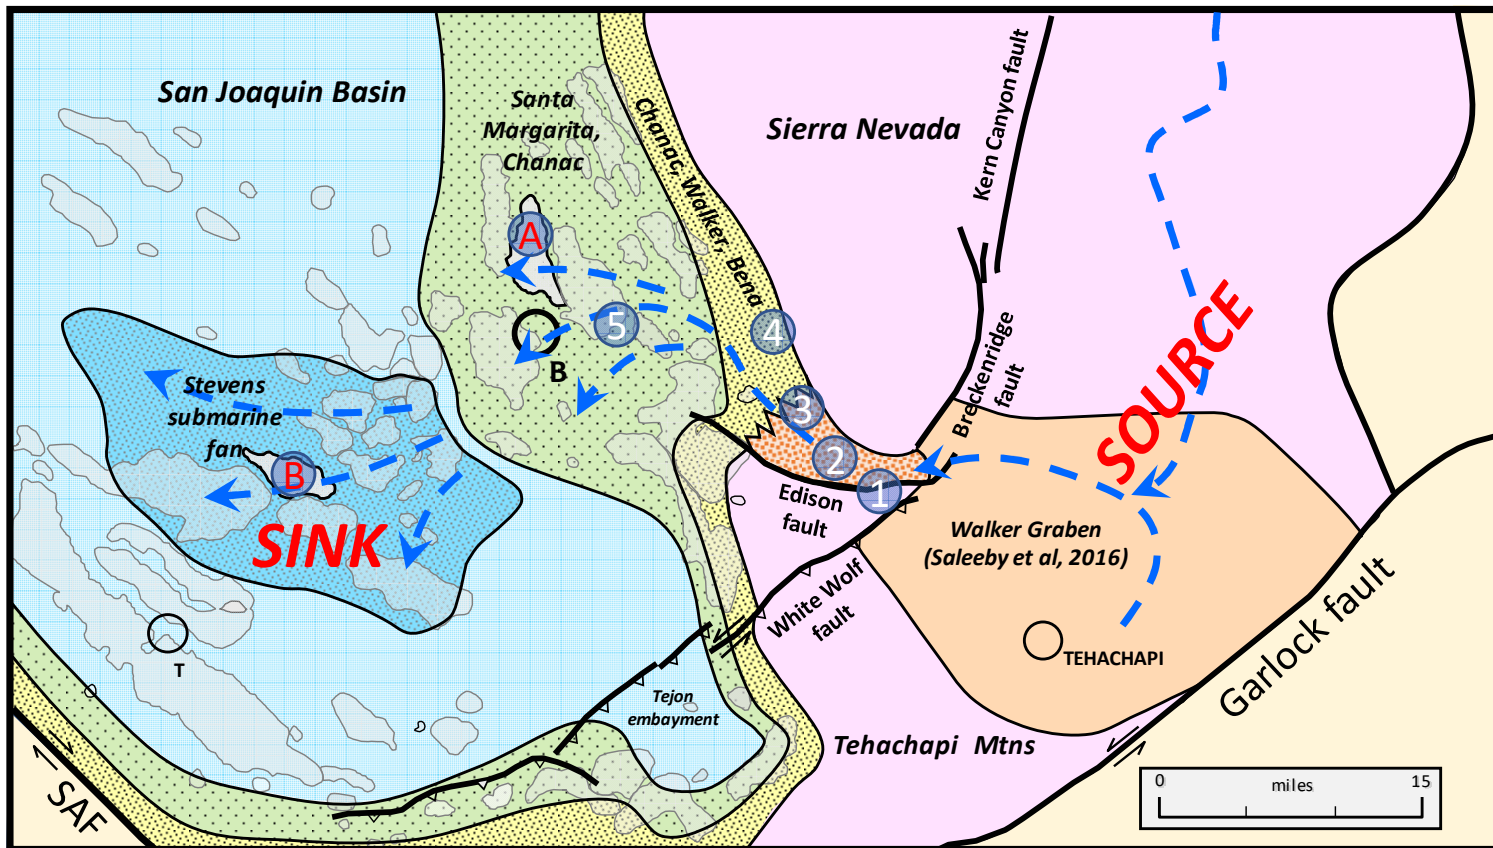 San Joaquin Basin
Santa
Margarita,
Chanac
Chanac, Walker, Bena
Sierra Nevada
Kern Canyon fault
A
5
B
4
3
2
1
Breckenridge
fault
SOURCE
Stevens
submarine
fan
B
SINK
Edison
fault
Walker Graben
(Saleeby et al, 2016)
White Wolf
fault
T
TEHACHAPI
Garlock fault
Tejon
embayment
Tehachapi Mtns
SAF
0 miles 15